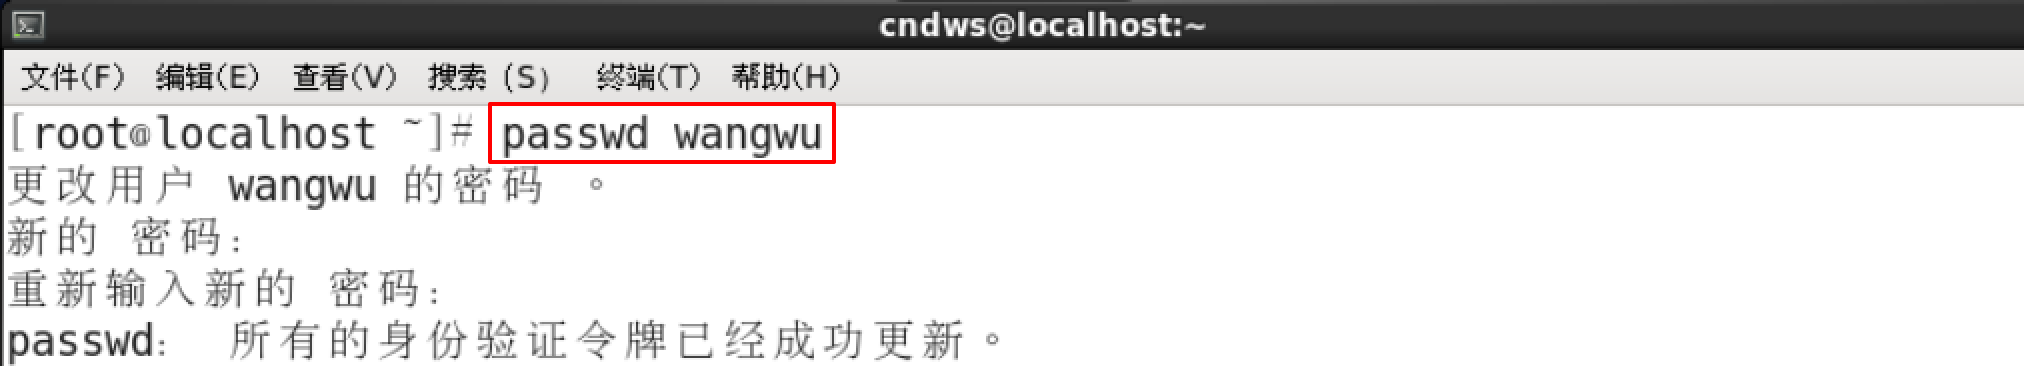 cndws@localhost:~
文件(F) 编辑(E) 查看(V) 搜索 (S) 终端(T) 帮助(H)
[root@localhost ~]# passwd wangwu
更改用户 wangwu 的密码 。
新的 密码：
重新输入新的 密码：
passwd： 所有的身份验证令牌已经成功更新。